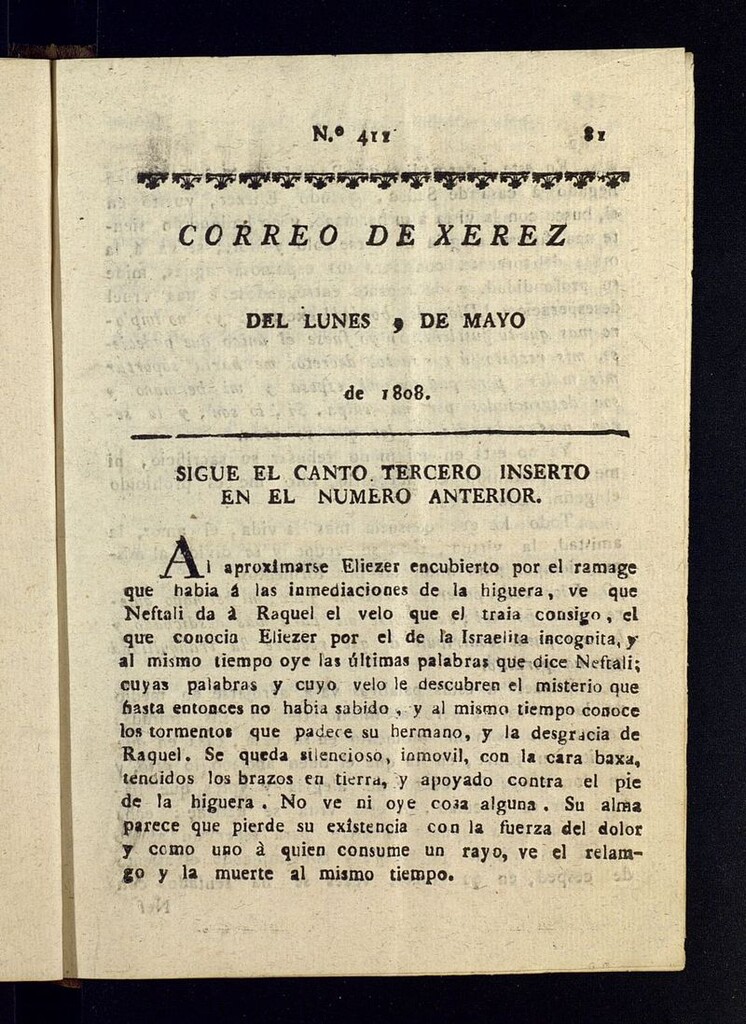 N.º 411 81
CORREO DE XEREZ
DEL LUNES 9 DE MAYO
de 1808.
SIGUE EL CANTO TERCERO INSERTO
EN EL NUMERO ANTERIOR.
Al aproximarse Eliezer encubierto por el ramage
que habia á las inmediaciones de la higuera, ve que
Neftali da à Raquel el velo que el traia consigo, el
que conocia Eliezer por el de la Israelita incognita, y
al mismo tiempo oye las últimas palabras que dice Neftali;
cuyas palabras y cuyo velo le descubren el misterio que
hasta entonces no habia sabido, y al mismo tiempo conoce
los tormentos que padece su hermano, y la desgracia de
Raquel. Se queda silencioso, inmovil, con la cara baxa,
tendidos los brazos en tierra, y apoyado contra el pie
de la higuera. No ve ni oye cosa alguna. Su alma
parece que pierde su existencia con la fuerza del dolor
y como uno à quien consume un rayo, ve el relam-
go y la muerte al mismo tiempo.